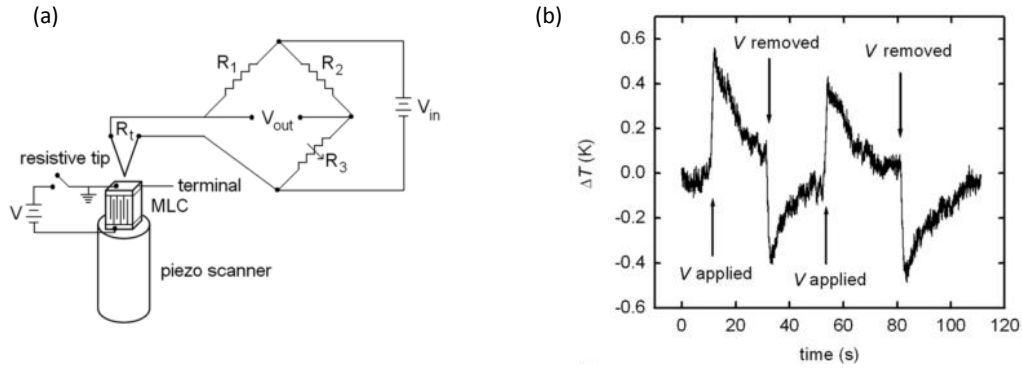 (a)
R1
R2
Vin
Vout
Rt
R3
resistive tip
terminal
V
MLC
piezo scanner
(b)
0.6
V removed
V removed
0.4
0.2
ΔT (K)
0.0
-0.2
-0.4
V applied
V applied
-0.6
0 20 40 60 80 100 120
time (s)